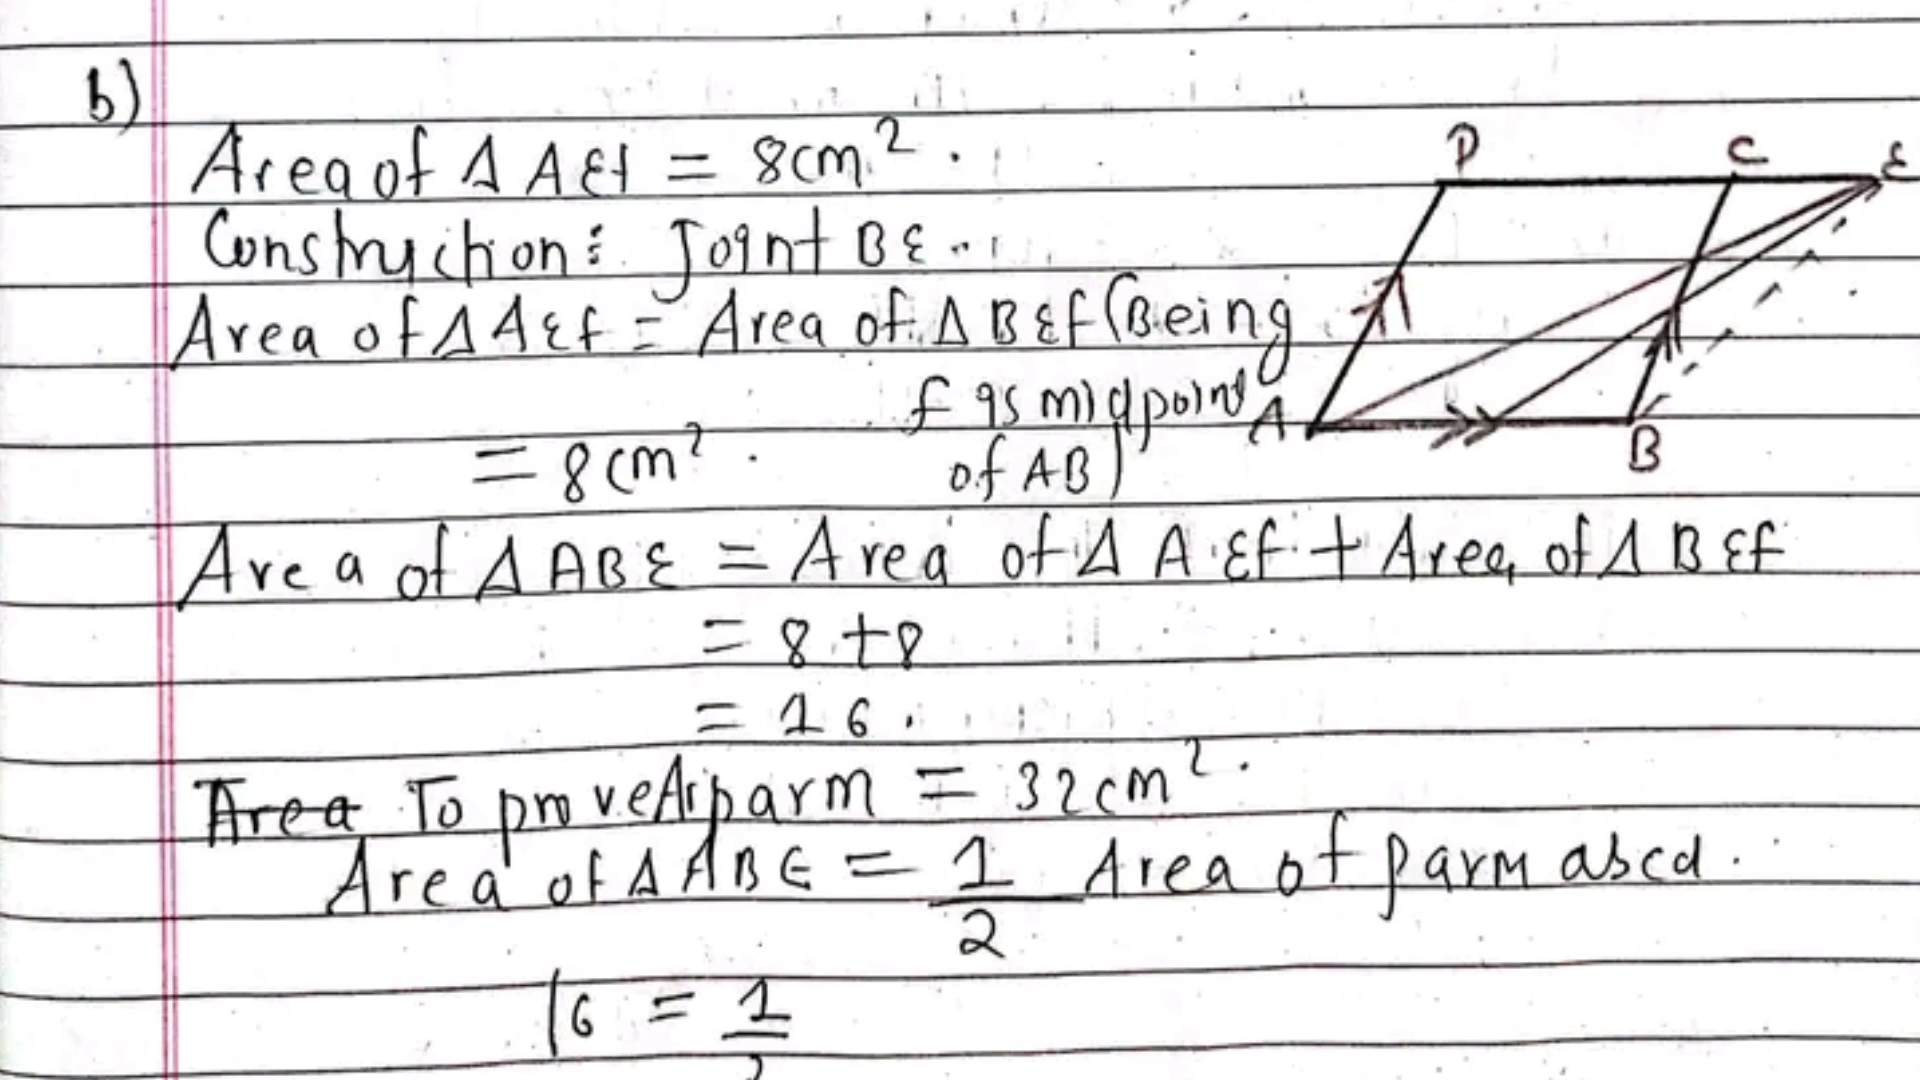 b)
Area of Δ AEf = 8cm².
Construction: Joint BE.
Area of Δ AEf = Area of Δ BEf (Being
f as midpoint
= 8cm².
of AB)
Area of Δ ABE = Area of Δ AEf + Area of Δ BEf
= 8 + 8
= 16.
Area To prove Ar parm = 32cm².
Area of Δ ABE = 1/2 Area of parm abcd.
16 = 1
D C E
A B